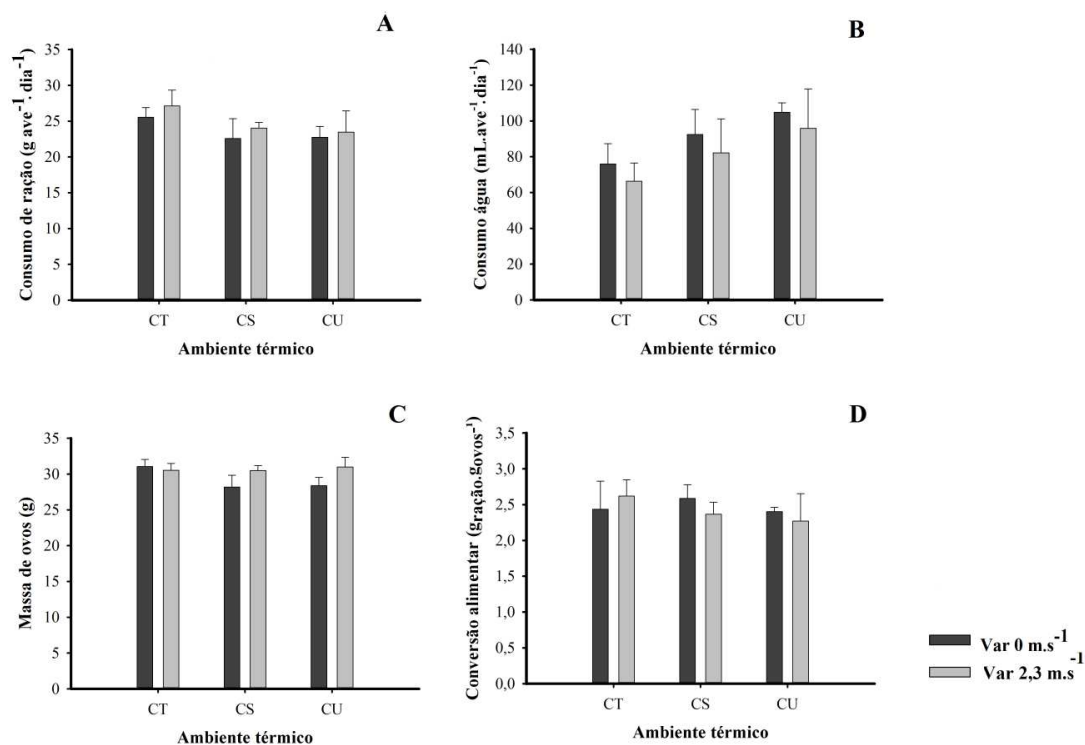 A
35
30
25
20
15
10
5
0
Consumo de ração (g ave⁻¹.dia⁻¹)
CT CS CU
Ambiente térmico
B
140
120
100
80
60
40
20
0
Consumo água (mL.ave⁻¹.dia⁻¹)
CT CS CU
Ambiente térmico
C
35
30
25
20
15
10
5
0
Massa de ovos (g)
CT CS CU
Ambiente térmico
D
3,5
3,0
2,5
2,0
1,5
1,0
0,5
0,0
Conversão alimentar (gração.govos⁻¹)
CT CS CU
Ambiente térmico
Var 0 m.s⁻¹
Var 2,3 m.s⁻¹